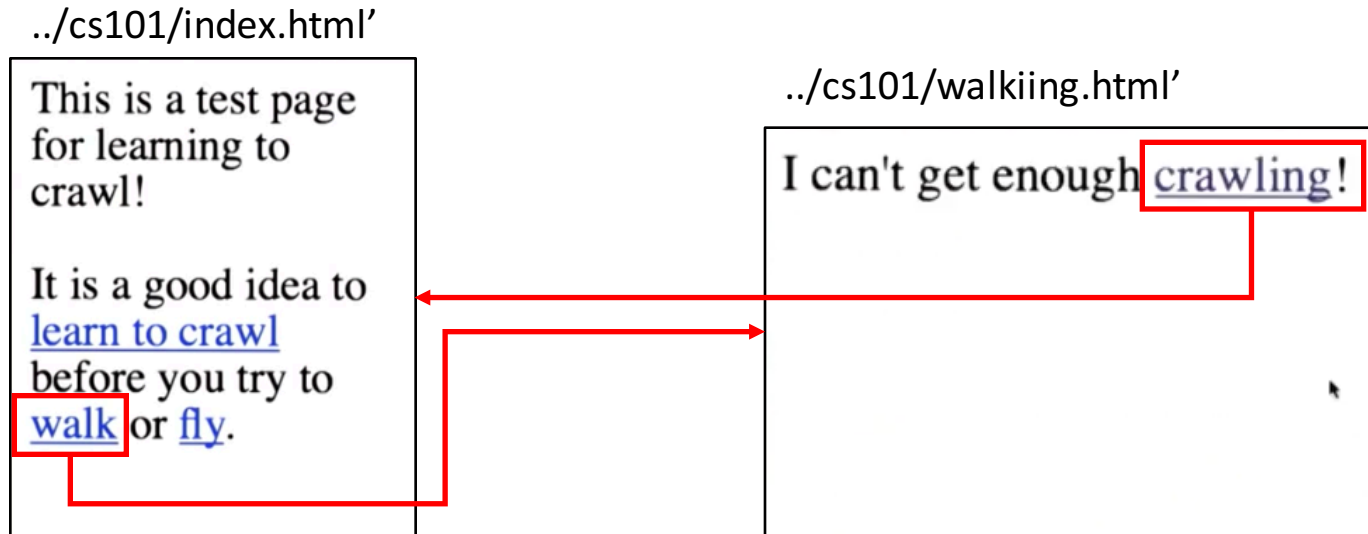 ../cs101/index.html’
This is a test page
for learning to
crawl!
It is a good idea to
learn to crawl
before you try to
walk or fly.
../cs101/walkiing.html’
I can't get enough crawling!